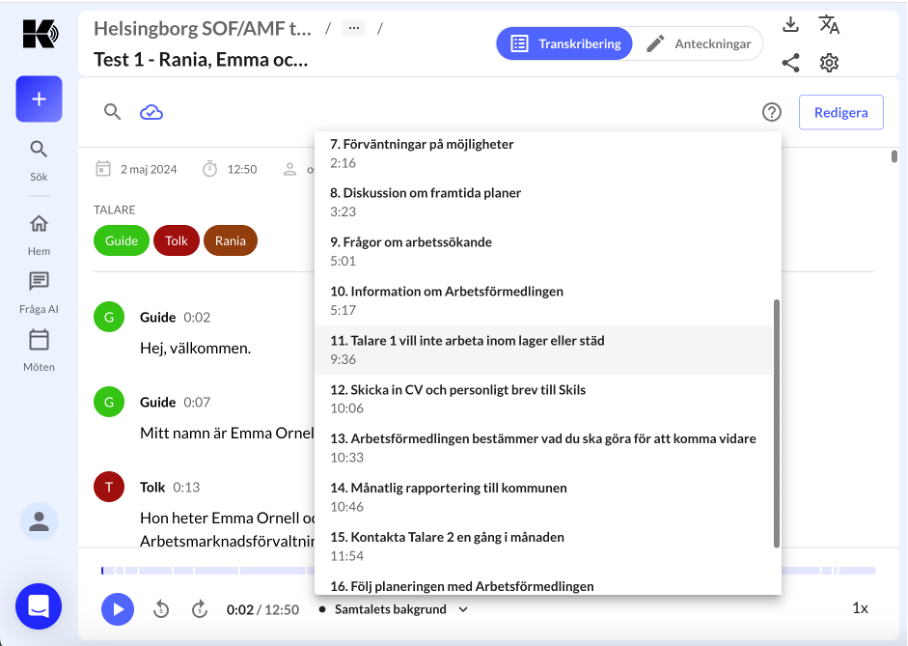 Helsingborg SOF/AMF t... / ... /
Test 1 - Rania, Emma oc...
Transkribering
Anteckningar
Sök
Hem
Fråga AI
Möten
Redigera
2 maj 2024
12:50
TALARE
Guide
Tolk
Rania
G
Guide 0:02
Hej, välkommen.
G
Guide 0:07
Mitt namn är Emma Ornel
T
Tolk 0:13
Hon heter Emma Ornell oc
Arbetsmarknadsförvaltnin
7. Förväntningar på möjligheter
2:16
8. Diskussion om framtida planer
3:23
9. Frågor om arbetssökande
5:01
10. Information om Arbetsförmedlingen
5:17
11. Talare 1 vill inte arbeta inom lager eller städ
9:36
12. Skicka in CV och personligt brev till Skils
10:06
13. Arbetsförmedlingen bestämmer vad du ska göra för att komma vidare
10:33
14. Månatlig rapportering till kommunen
10:46
15. Kontakta Talare 2 en gång i månaden
11:54
16. Följ planeringen med Arbetsförmedlingen
5
5
0:02 / 12:50
• Samtalets bakgrund
1x